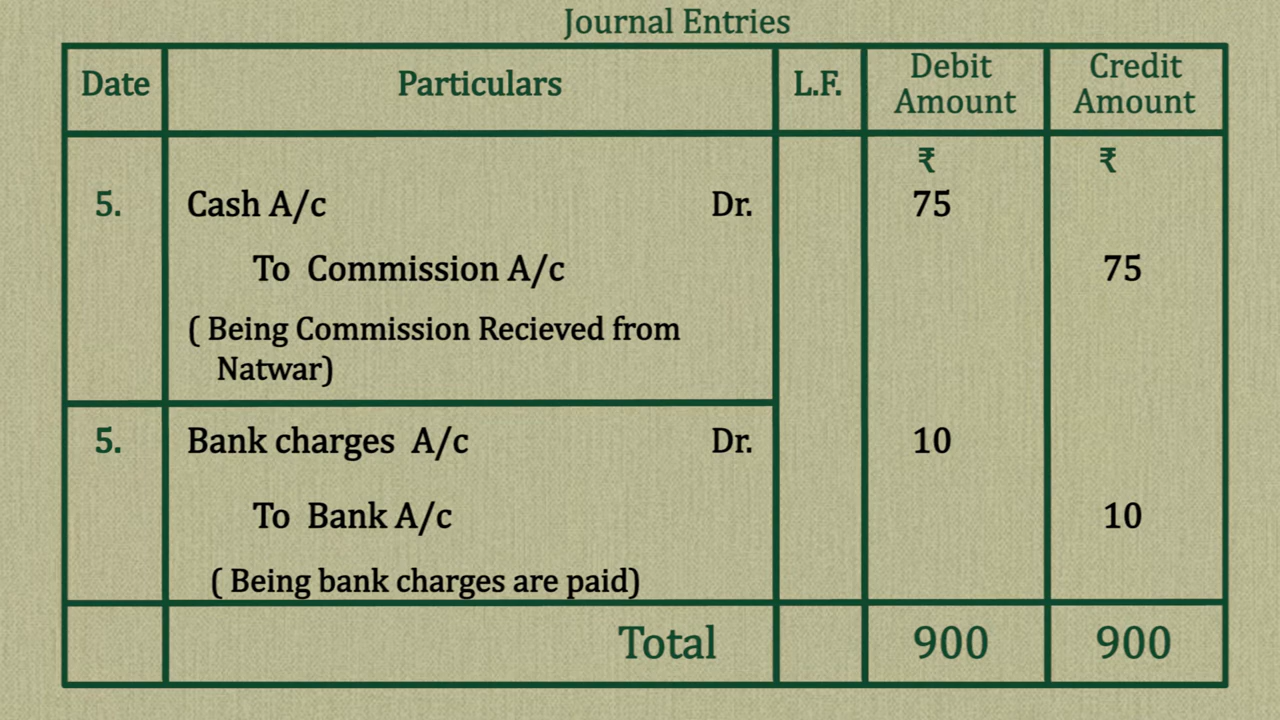 Journal Entries
Date Particulars L.F. Debit Amount Credit Amount
₹ ₹
5. Cash A/c Dr. 75
To Commission A/c 75
( Being Commission Recieved from
Natwar)
5. Bank charges A/c Dr. 10
To Bank A/c 10
( Being bank charges are paid)
Total 900 900